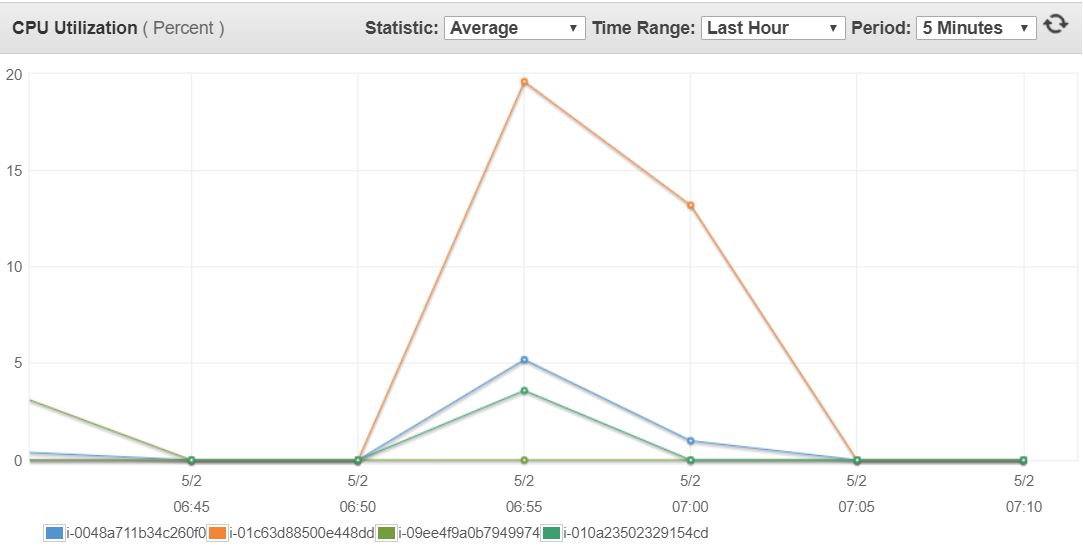 CPU Utilization ( Percent ) Statistic: Average Time Range: Last Hour Period: 5 Minutes
20
15
10
5
0
5/2 5/2 5/2 5/2 5/2 5/2
06:45 06:50 06:55 07:00 07:05 07:10
i-0048a711b34c260f0 i-01c63d88500e448dd i-09ee4f9a0b7949974 i-010a23502329154cd